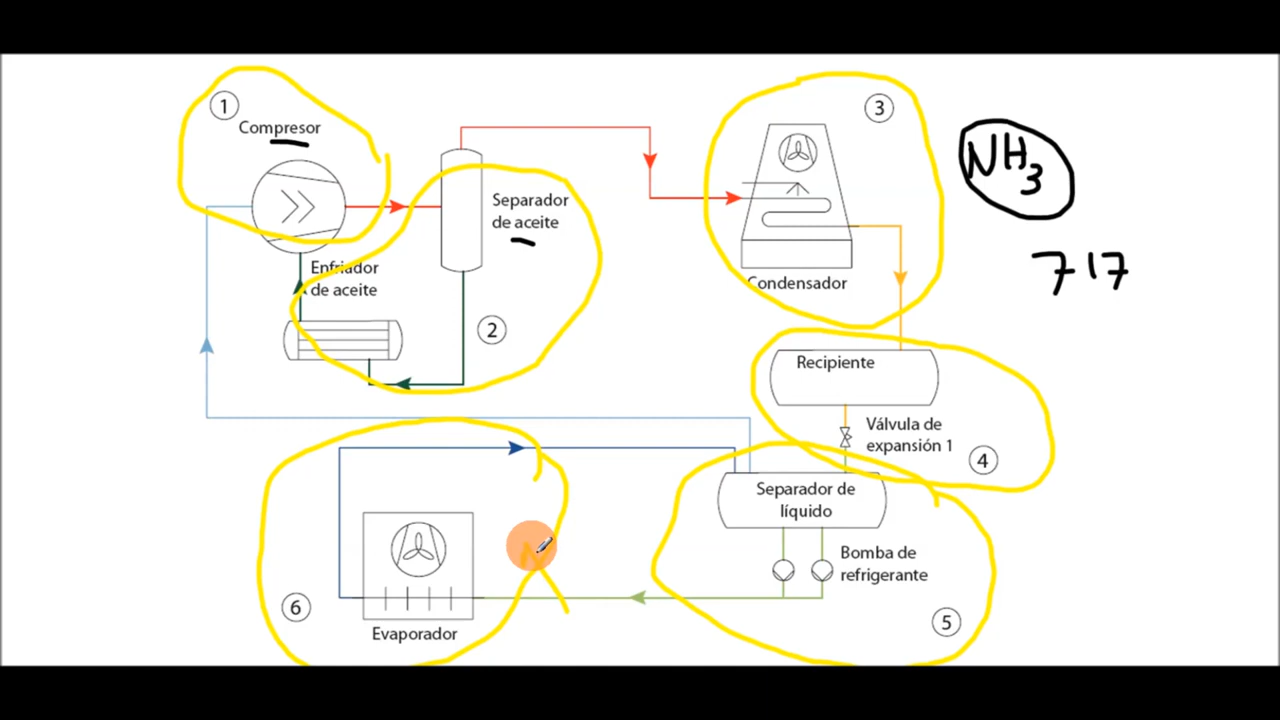 1
Compresor
Separador
de aceite
Enfriador
de aceite
2
3
Condensador
NH3
717
Recipiente
Válvula de
expansión 1
4
Separador de
líquido
Bomba de
refrigerante
5
6
Evaporador